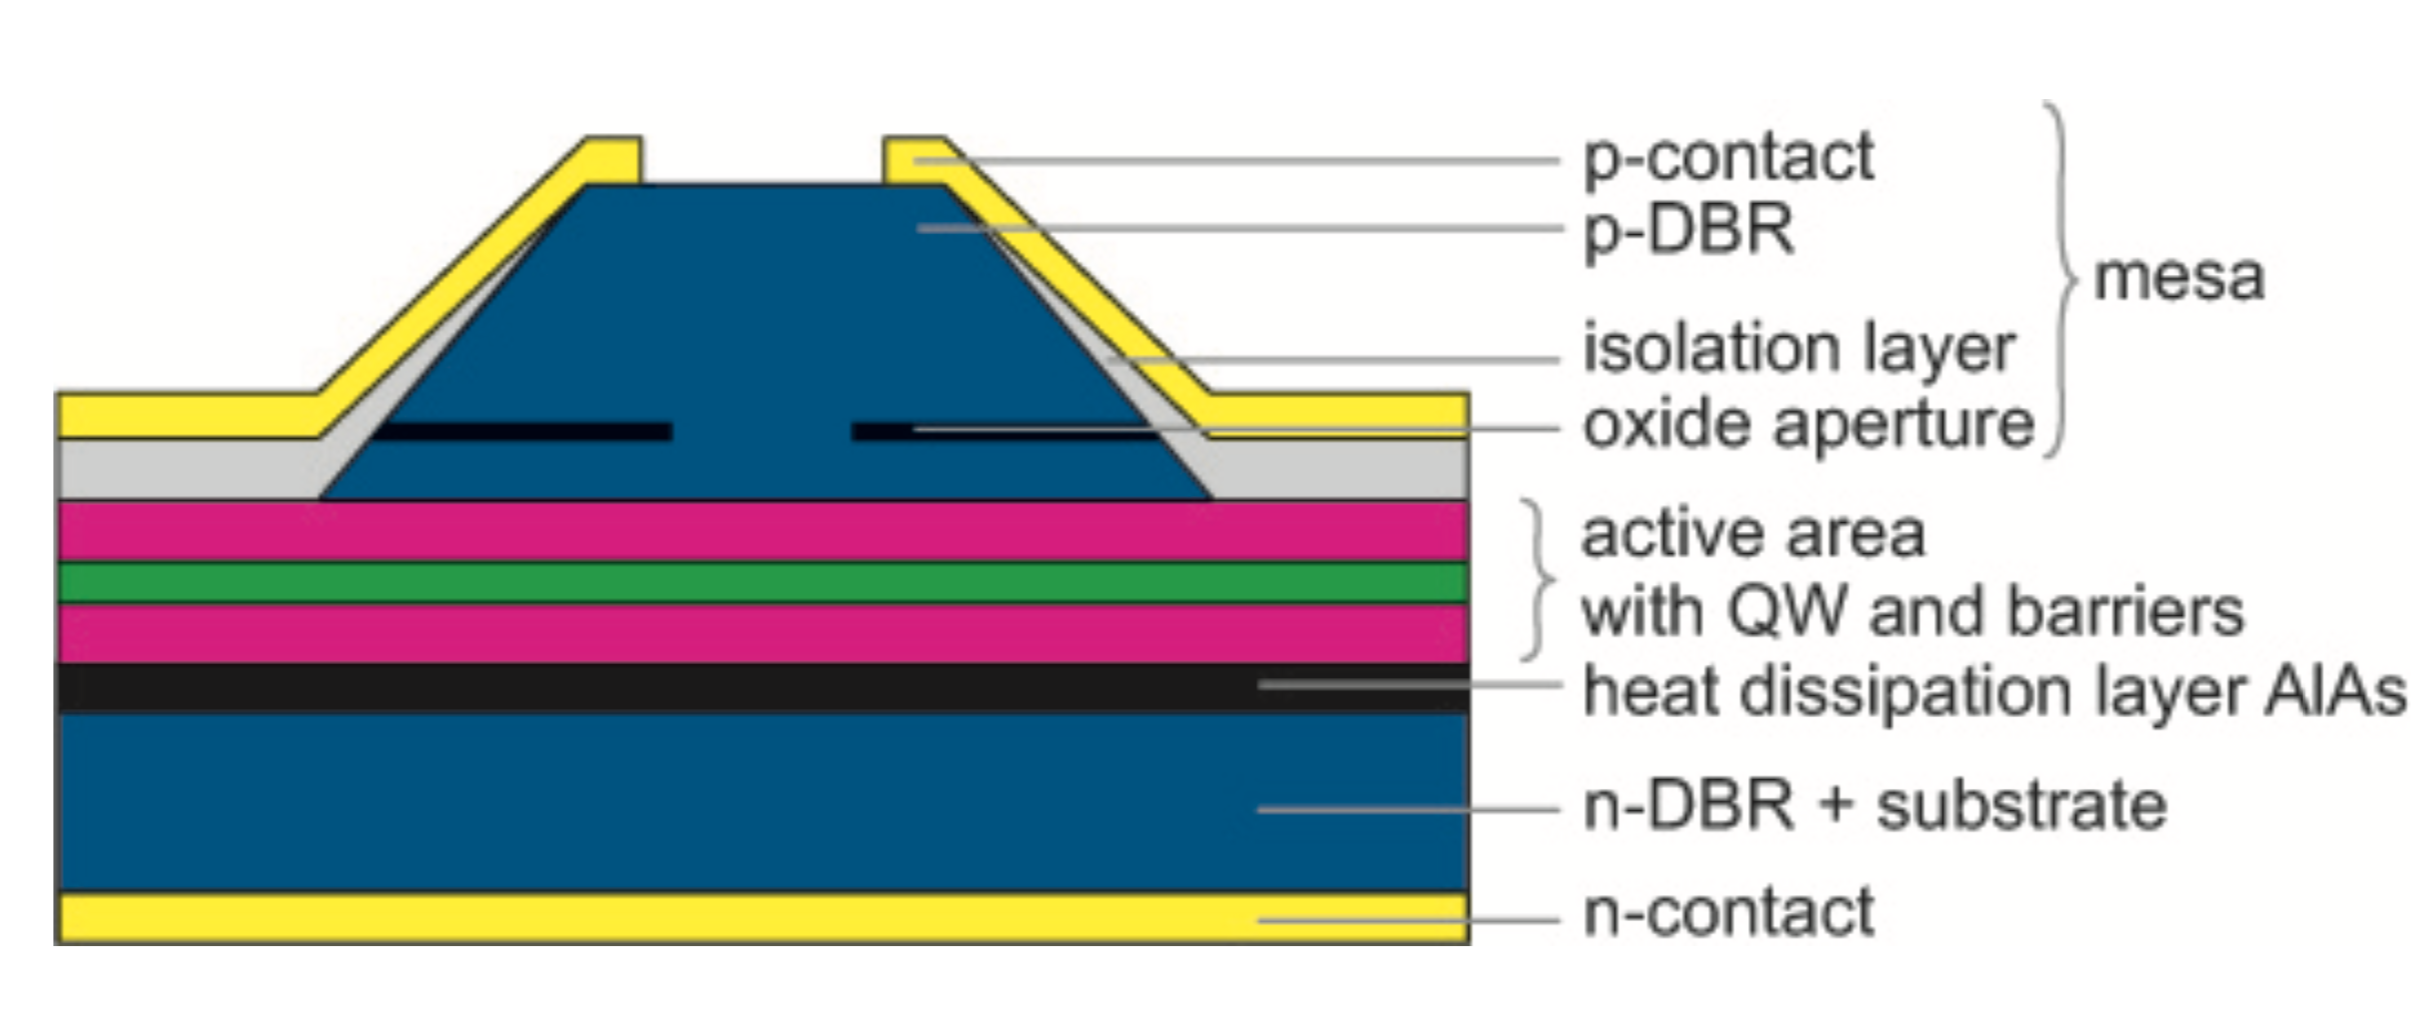 p-contact
p-DBR
isolation layer
oxide aperture
mesa
active area
with QW and barriers
heat dissipation layer AlAs
n-DBR + substrate
n-contact